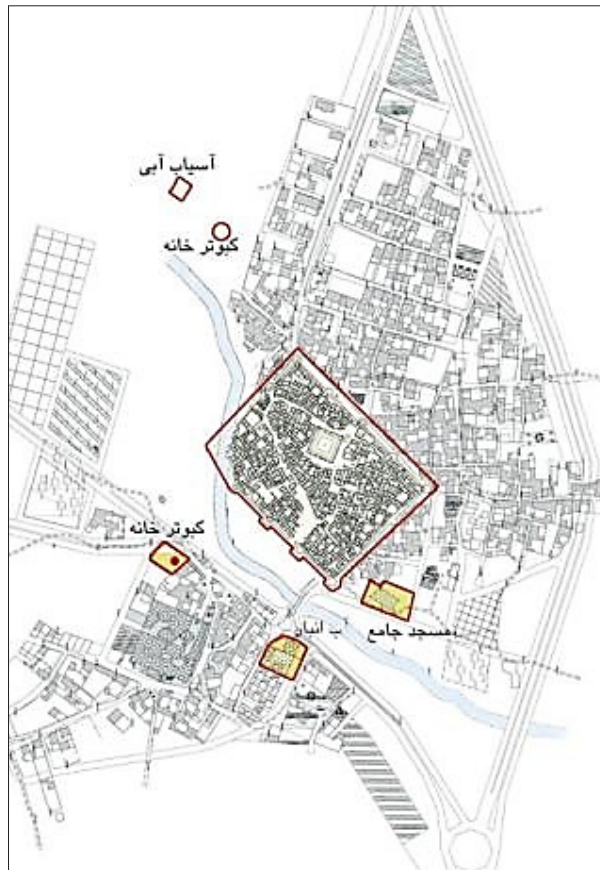 آسیاب آبی
کبوتر خانه
کبوتر خانه
مسجد جامع
ب انبار